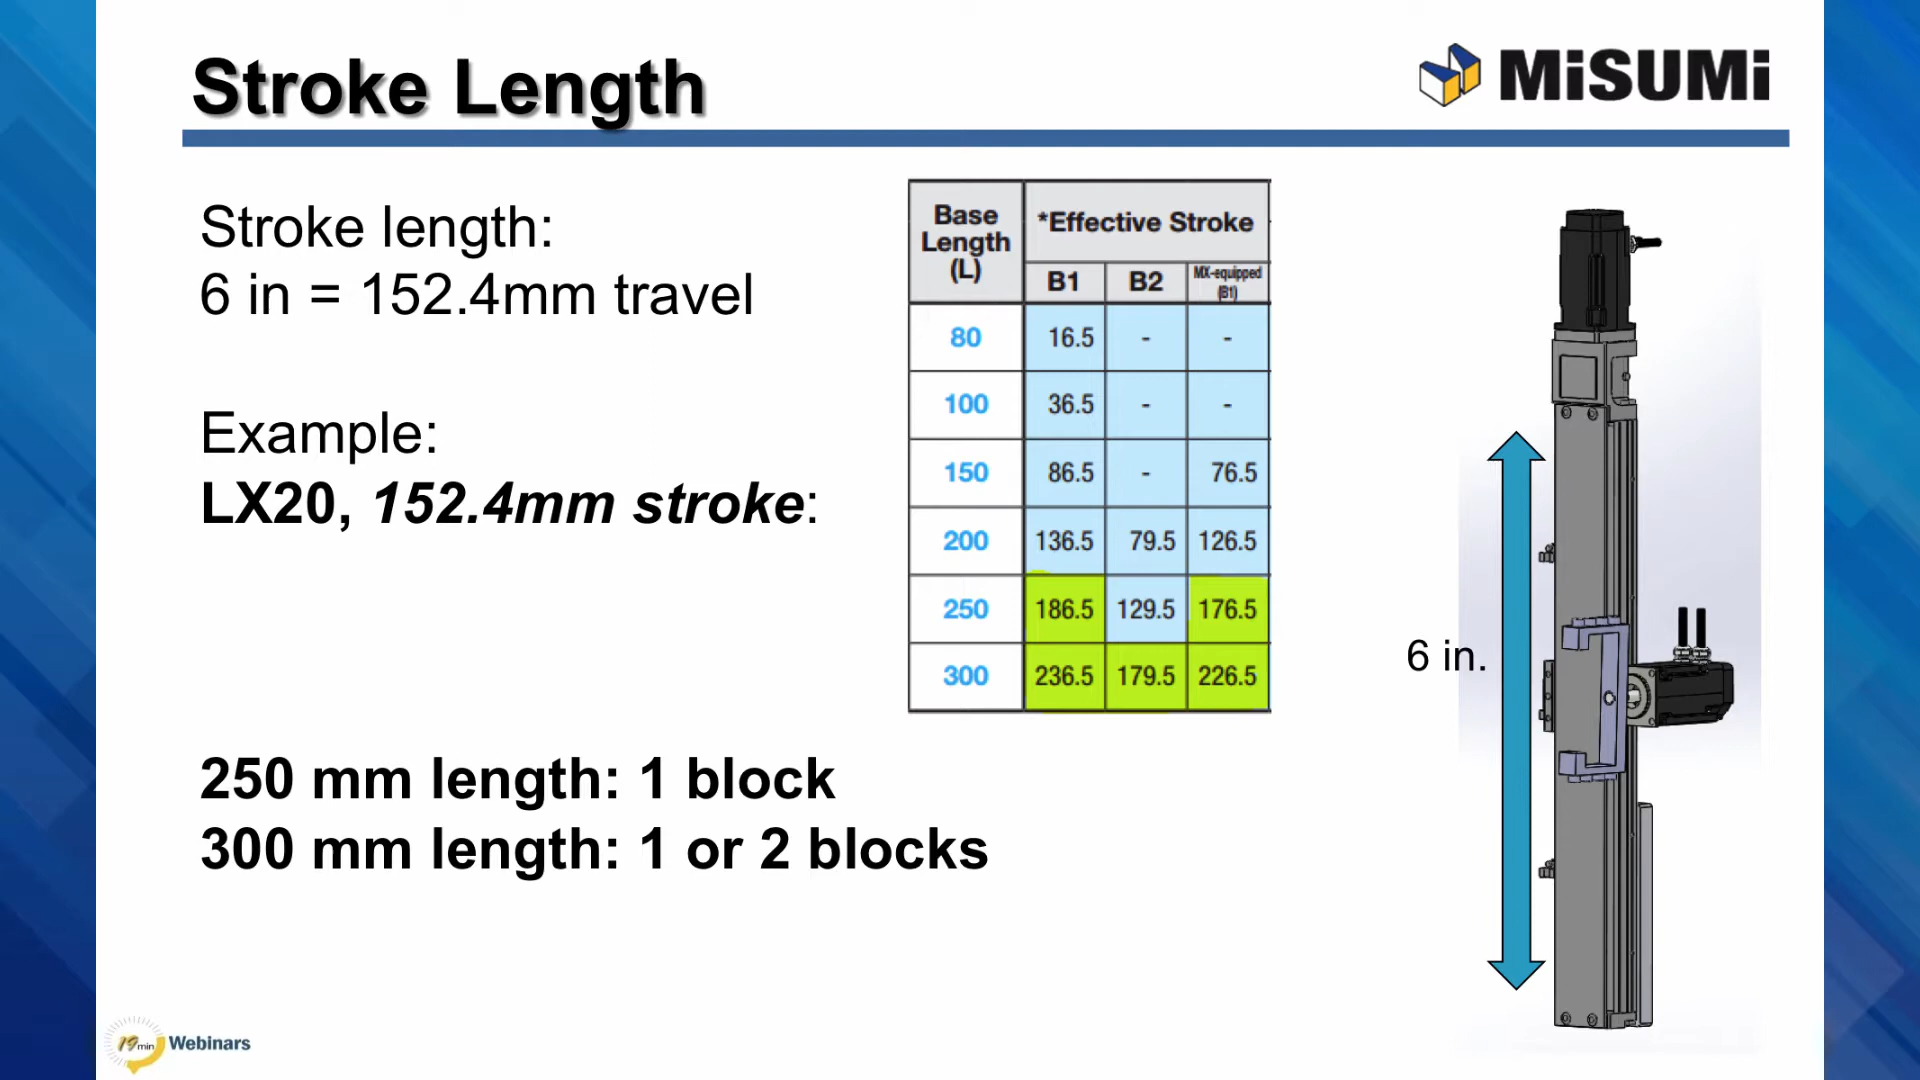 Stroke Length
MiSUMi
Stroke length:
6 in = 152.4mm travel
Example:
LX20, 152.4mm stroke:
Base Length (L) *Effective Stroke
B1 B2 MX-equipped (B1)
80 16.5 - -
100 36.5 - -
150 86.5 - 76.5
200 136.5 79.5 126.5
250 186.5 129.5 176.5
300 236.5 179.5 226.5
6 in.
250 mm length: 1 block
300 mm length: 1 or 2 blocks
19min Webinars